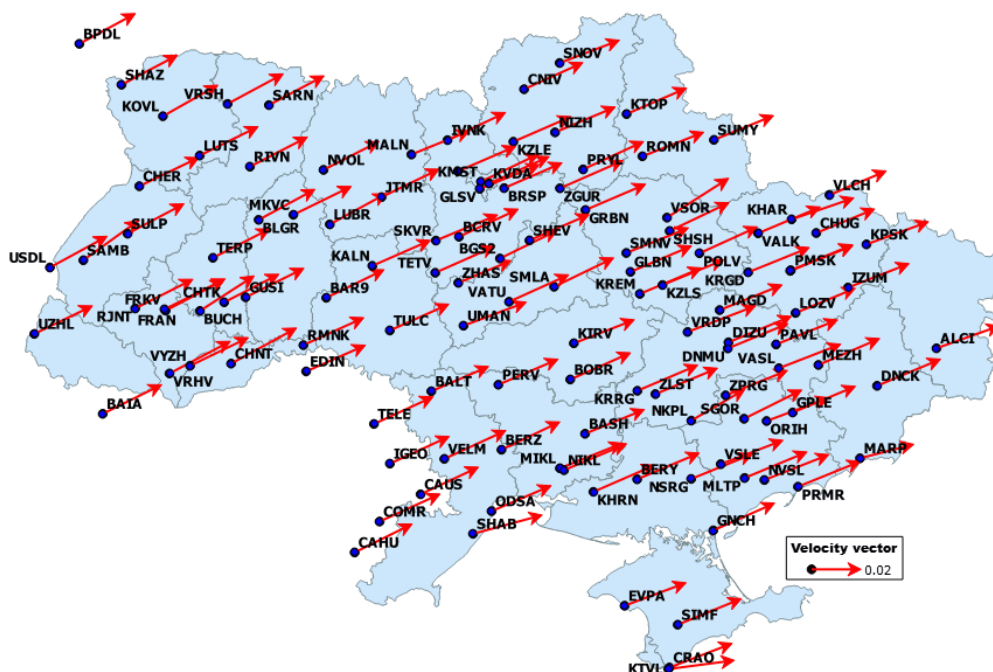 BPDL
SNOV
SHAZ
CNIV
VRSH
SARN
KOVL
KTOP
IVNK
NIZH
SUMY
LUTS
MALN
KZLE
ROMN
RIVN
NVOL
KMST
KVDA
PRYL
CHER
JTMR
GLSV
BRSP
ZGUR
VLCH
MKVC
BLGR
LUBR
GRBN
VSOR
KHAR
SULP
SKVR
BCRV
SHEV
SHSH
VALK
CHUG
KPSK
USDL
SAMB
TERP
KALN
TETV
BGS2
SMNV
GLBN
POLV
PMSK
ZHAS
SMLA
KREM
KZLS
KRGD
IZUM
FRKV
CHTK
GUSI
BAR9
VATU
RJNT
FRAN
BUCH
MAGD
LOZV
UZHL
RMNK
TULC
UMAN
KIRV
VRDP
DIZU
PAVL
ALCI
VYZH
CHNT
EDIN
DNMU
VASL
MEZH
VRHV
BALT
PERV
BOBR
KRRG
ZLST
ZPRG
DNCK
BAIA
TELE
BASH
NKPL
SGOR
GPLE
ORIH
IGEO
VELM
BERZ
MIKL
NIKL
BERY
VSLE
MARP
CAUS
KHRN
NSRG
MLTP
NVSL
PRMR
COMR
ODSA
SHAB
GNCH
CAHU
Velocity vector
0.02
EVPA
SIMF
CRAO
KTVL